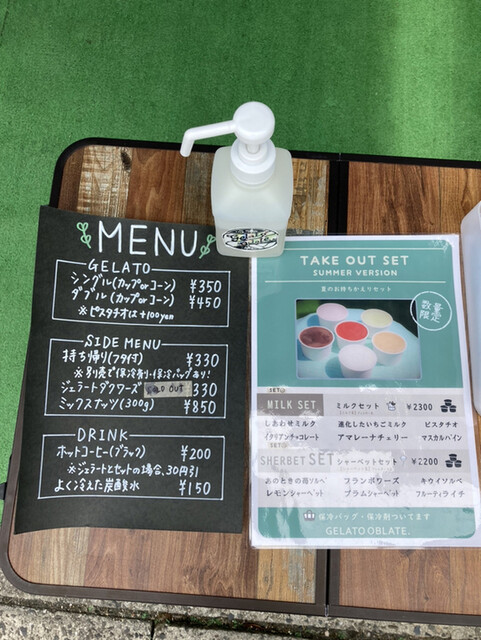 MENU
GELATO
シングル(カップorコーン) ¥350
ダブル(カップorコーン) ¥450
※ピスタチオは+100yen
SIDE MENU
持ち帰り(フタ付) ¥330
※別売で保冷剤・保冷バッグあり!
ジェラートダクワーズ SOLD OUT 330
ミックスナッツ(300g) ¥850
DRINK
ホットコーヒー(ブラック) ¥200
※ジェラートとセットの場合、30円引
よく冷えた炭酸水 ¥150
TAKE OUT SET
SUMMER VERSION
夏のお持ちかえりセット
数量
限定
SET①
MILK SET ミルクセット ¥2300
しあわせミルク 進化したいちごミルク ピスタチオ
イタリアンチョコレート アマレーナチェリー マスカルパイン
SET②
SHERBET SET シャーベットセット ¥2200
あのときの苺ソルベ フランボワーズ キウイソルベ
レモンシャーベット プラムシャーベット フルーティライチ
保冷バッグ・保冷剤ついてます
GELATO OBLATE.